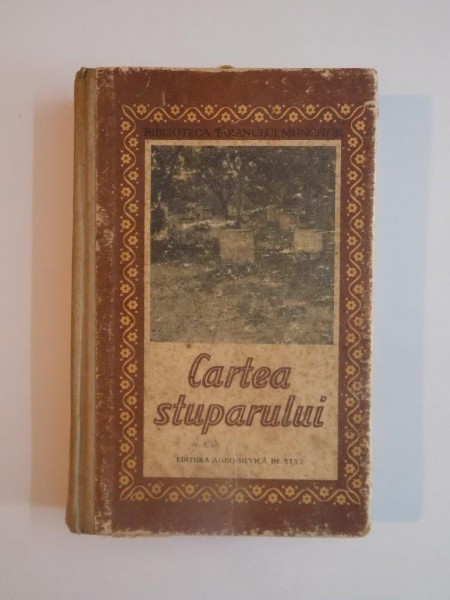 BIBLIOTECA ȚĂRANULUI MUNCITOR
Cartea
stuparului
EDITURA AGRO-SILVICĂ DE STAT